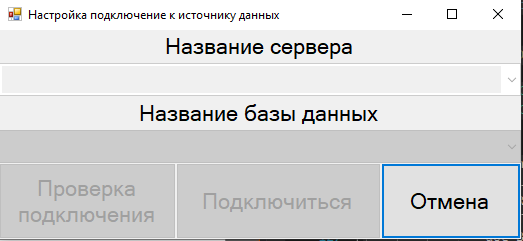 Настройка подключение к источнику данных
Название сервера
Название базы данных
Проверка
подключения
Подключиться
Отмена